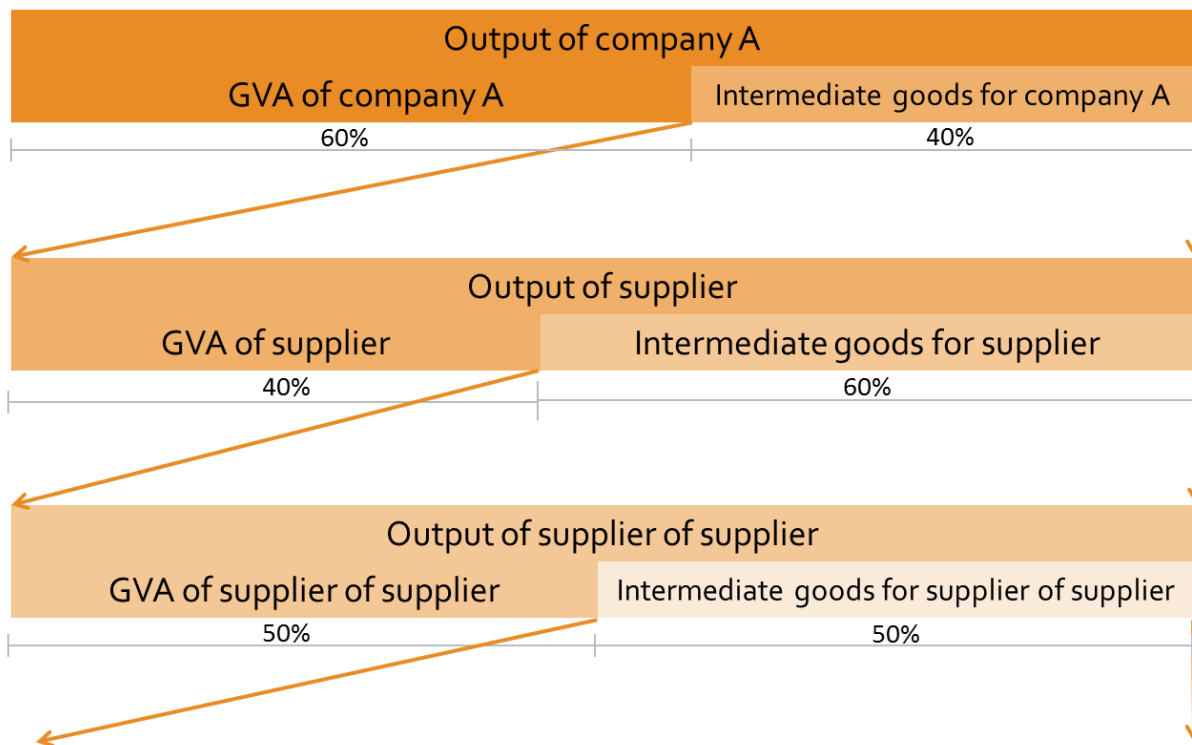 Output of company A
GVA of company A
Intermediate goods for company A
60%
40%
Output of supplier
GVA of supplier
Intermediate goods for supplier
40%
60%
Output of supplier of supplier
GVA of supplier of supplier
Intermediate goods for supplier of supplier
50%
50%